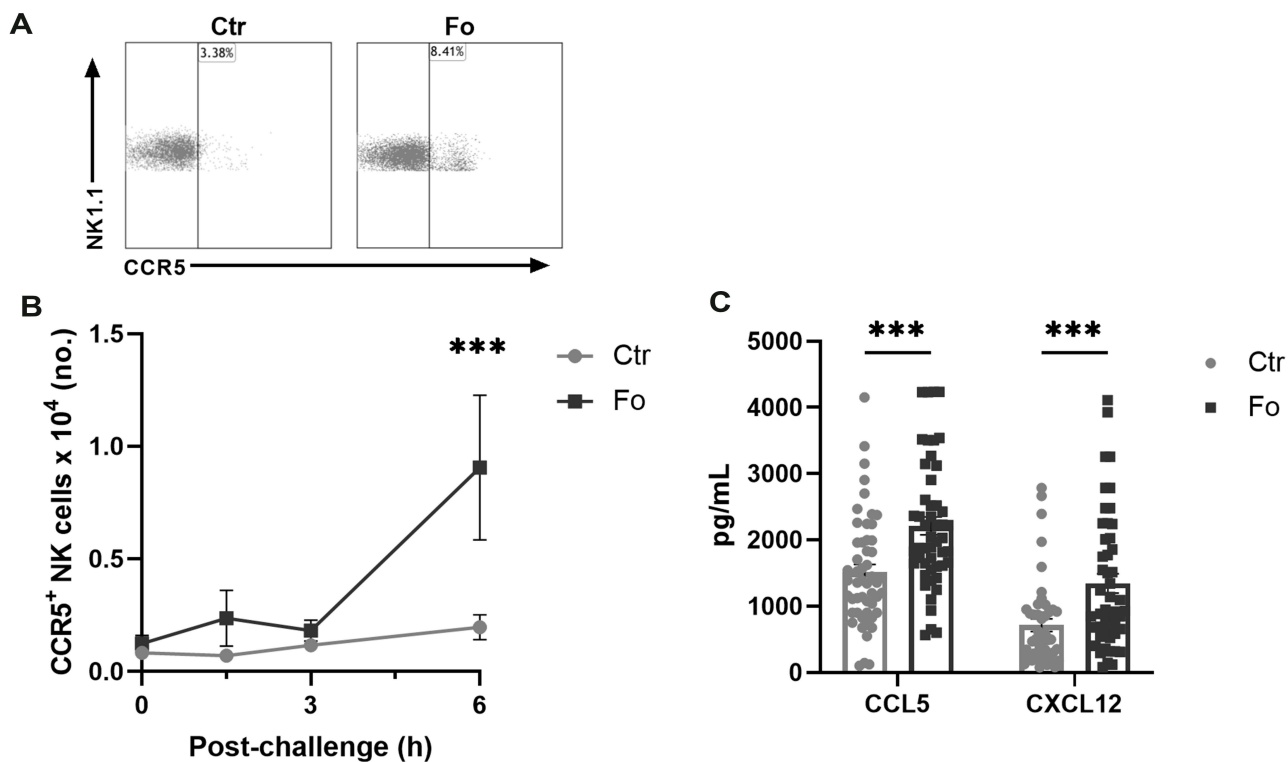 A
Ctr
Fo
3.38%
8.41%
NK1.1
CCR5
B
CCR5⁺ NK cells x 10⁴ (no.)
1.5
1.0
0.5
0.0
0
3
6
Post-challenge (h)
***
Ctr
Fo
C
pg/mL
5000
4000
3000
2000
1000
0
***
***
CCL5
CXCL12
Ctr
Fo